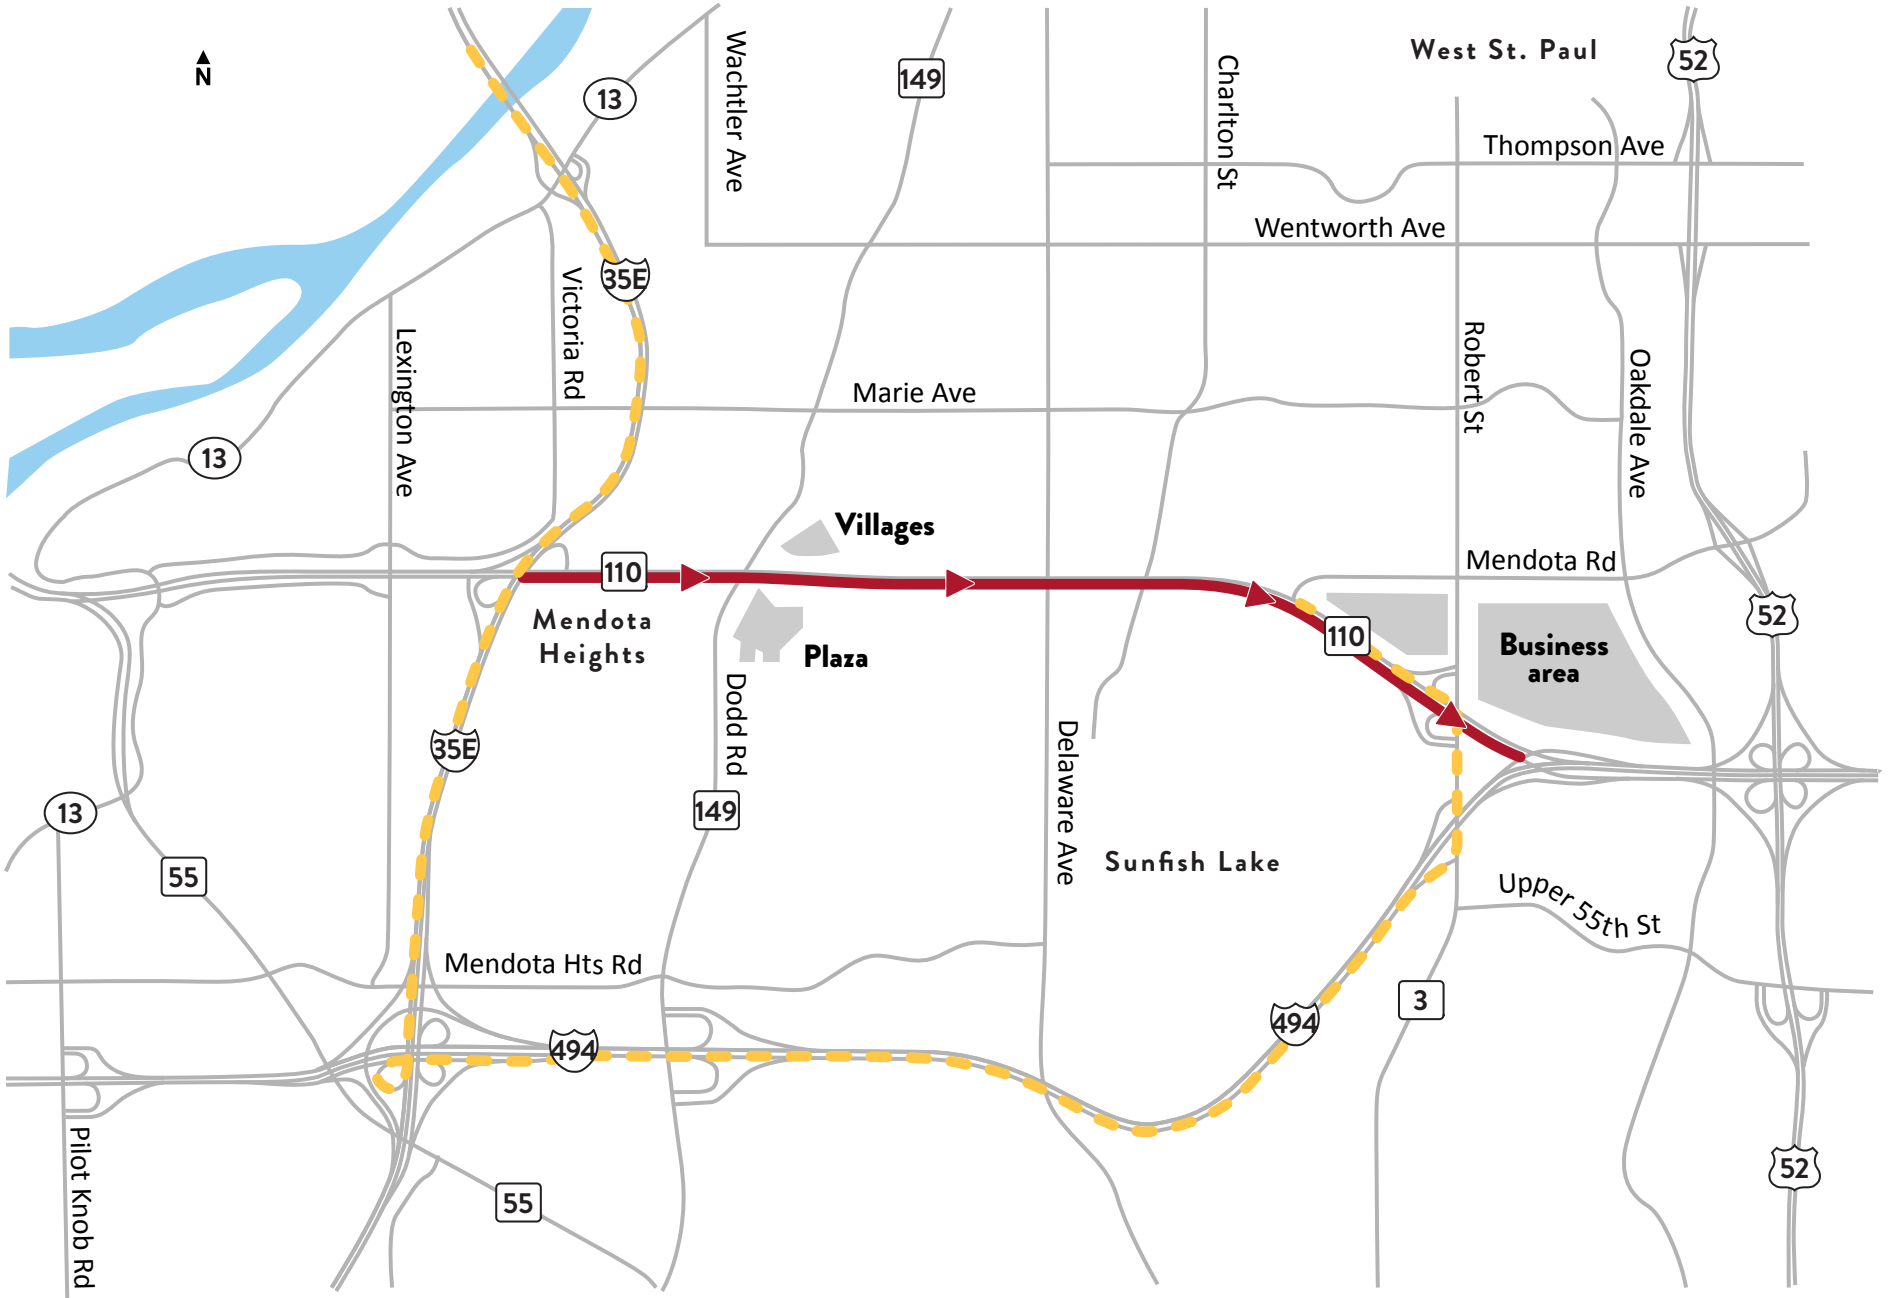 West St. Paul
52
N
13
Wachtler Ave
149
Charlton St
Thompson Ave
Wentworth Ave
35E
Victoria Rd
Lexington Ave
Marie Ave
Robert St
Oakdale Ave
13
Villages
110
Mendota Rd
Mendota
Heights
52
110
Business
area
Plaza
Dodd Rd
35E
Delaware Ave
13
149
55
Sunfish Lake
Upper 55th St
Mendota Hts Rd
3
494
494
Pilot Knob Rd
52
55